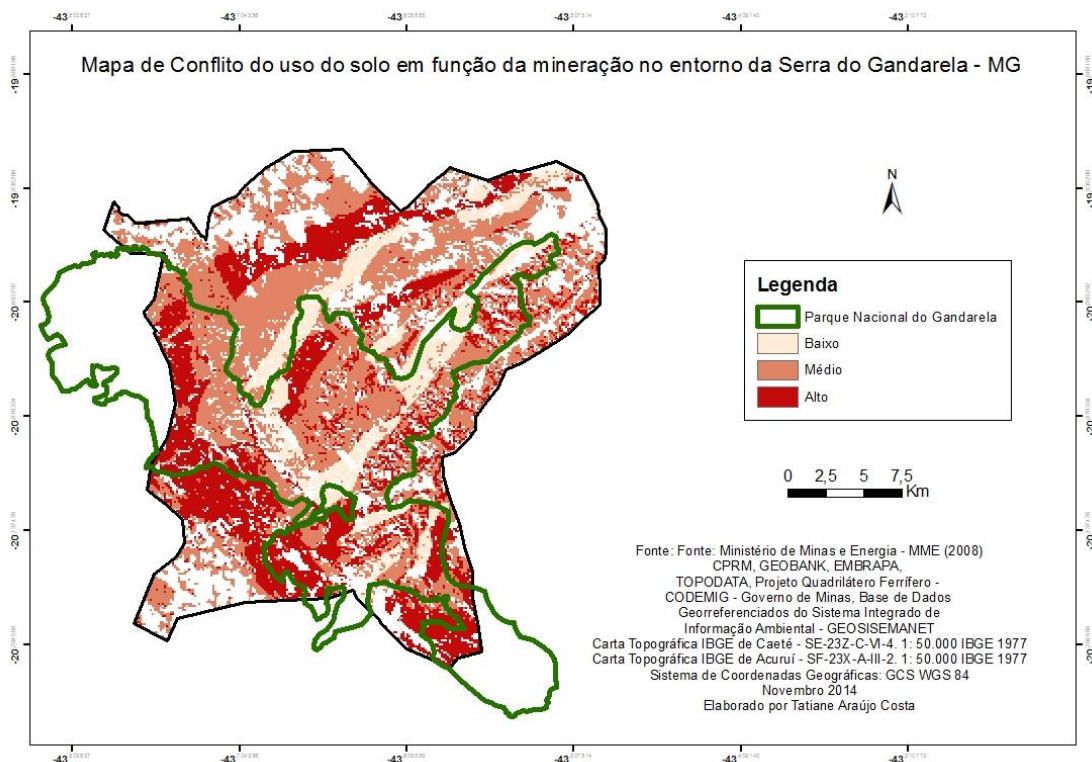 Mapa de Conflito do uso do solo em função da mineração no entorno da Serra do Gandarela - MG
N
Legenda
Parque Nacional do Gandarela
Baixo
Médio
Alto
0 2,5 5 7,5
Km
Fonte: Fonte: Ministério de Minas e Energia - MME (2008)
CPRM, GEOBANK, EMBRAPA,
TOPODATA, Projeto Quadrilátero Ferrífero -
CODEMIG - Governo de Minas, Base de Dados
Georreferenciados do Sistema Integrado de
Informação Ambiental - GEOSISEMANET
Carta Topográfica IBGE de Caeté - SE-23Z-C-VI-4. 1: 50.000 IBGE 1977
Carta Topográfica IBGE de Acuruí - SF-23X-A-III-2. 1: 50.000 IBGE 1977
Sistema de Coordenadas Geográficas: GCS WGS 84
Novembro 2014
Elaborado por Tatiane Araújo Costa